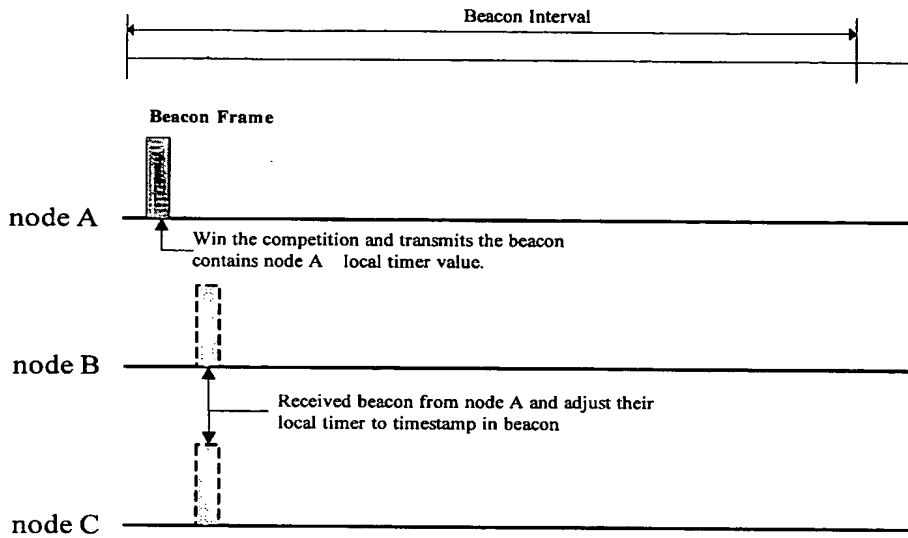 Beacon Interval
Beacon Frame
node A
Win the competition and transmits the beacon
contains node A local timer value.
node B
Received beacon from node A and adjust their
local timer to timestamp in beacon
node C